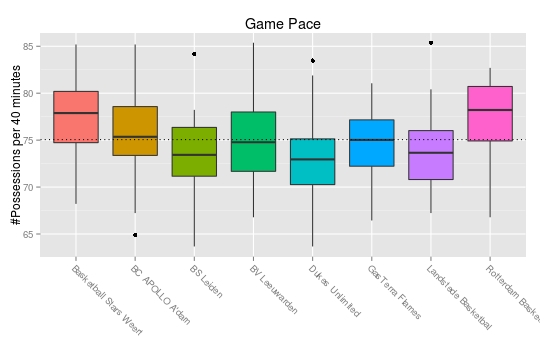 Game Pace
#Possessions per 40 minutes
85
80
75
70
65
Basketball Stars Weert
BC APOLLO A'dam
BS Leiden
BV Leeuwarden
Dukes Unlimited
GasTerra Flames
Landstede Basketbal
Rotterdam Basket